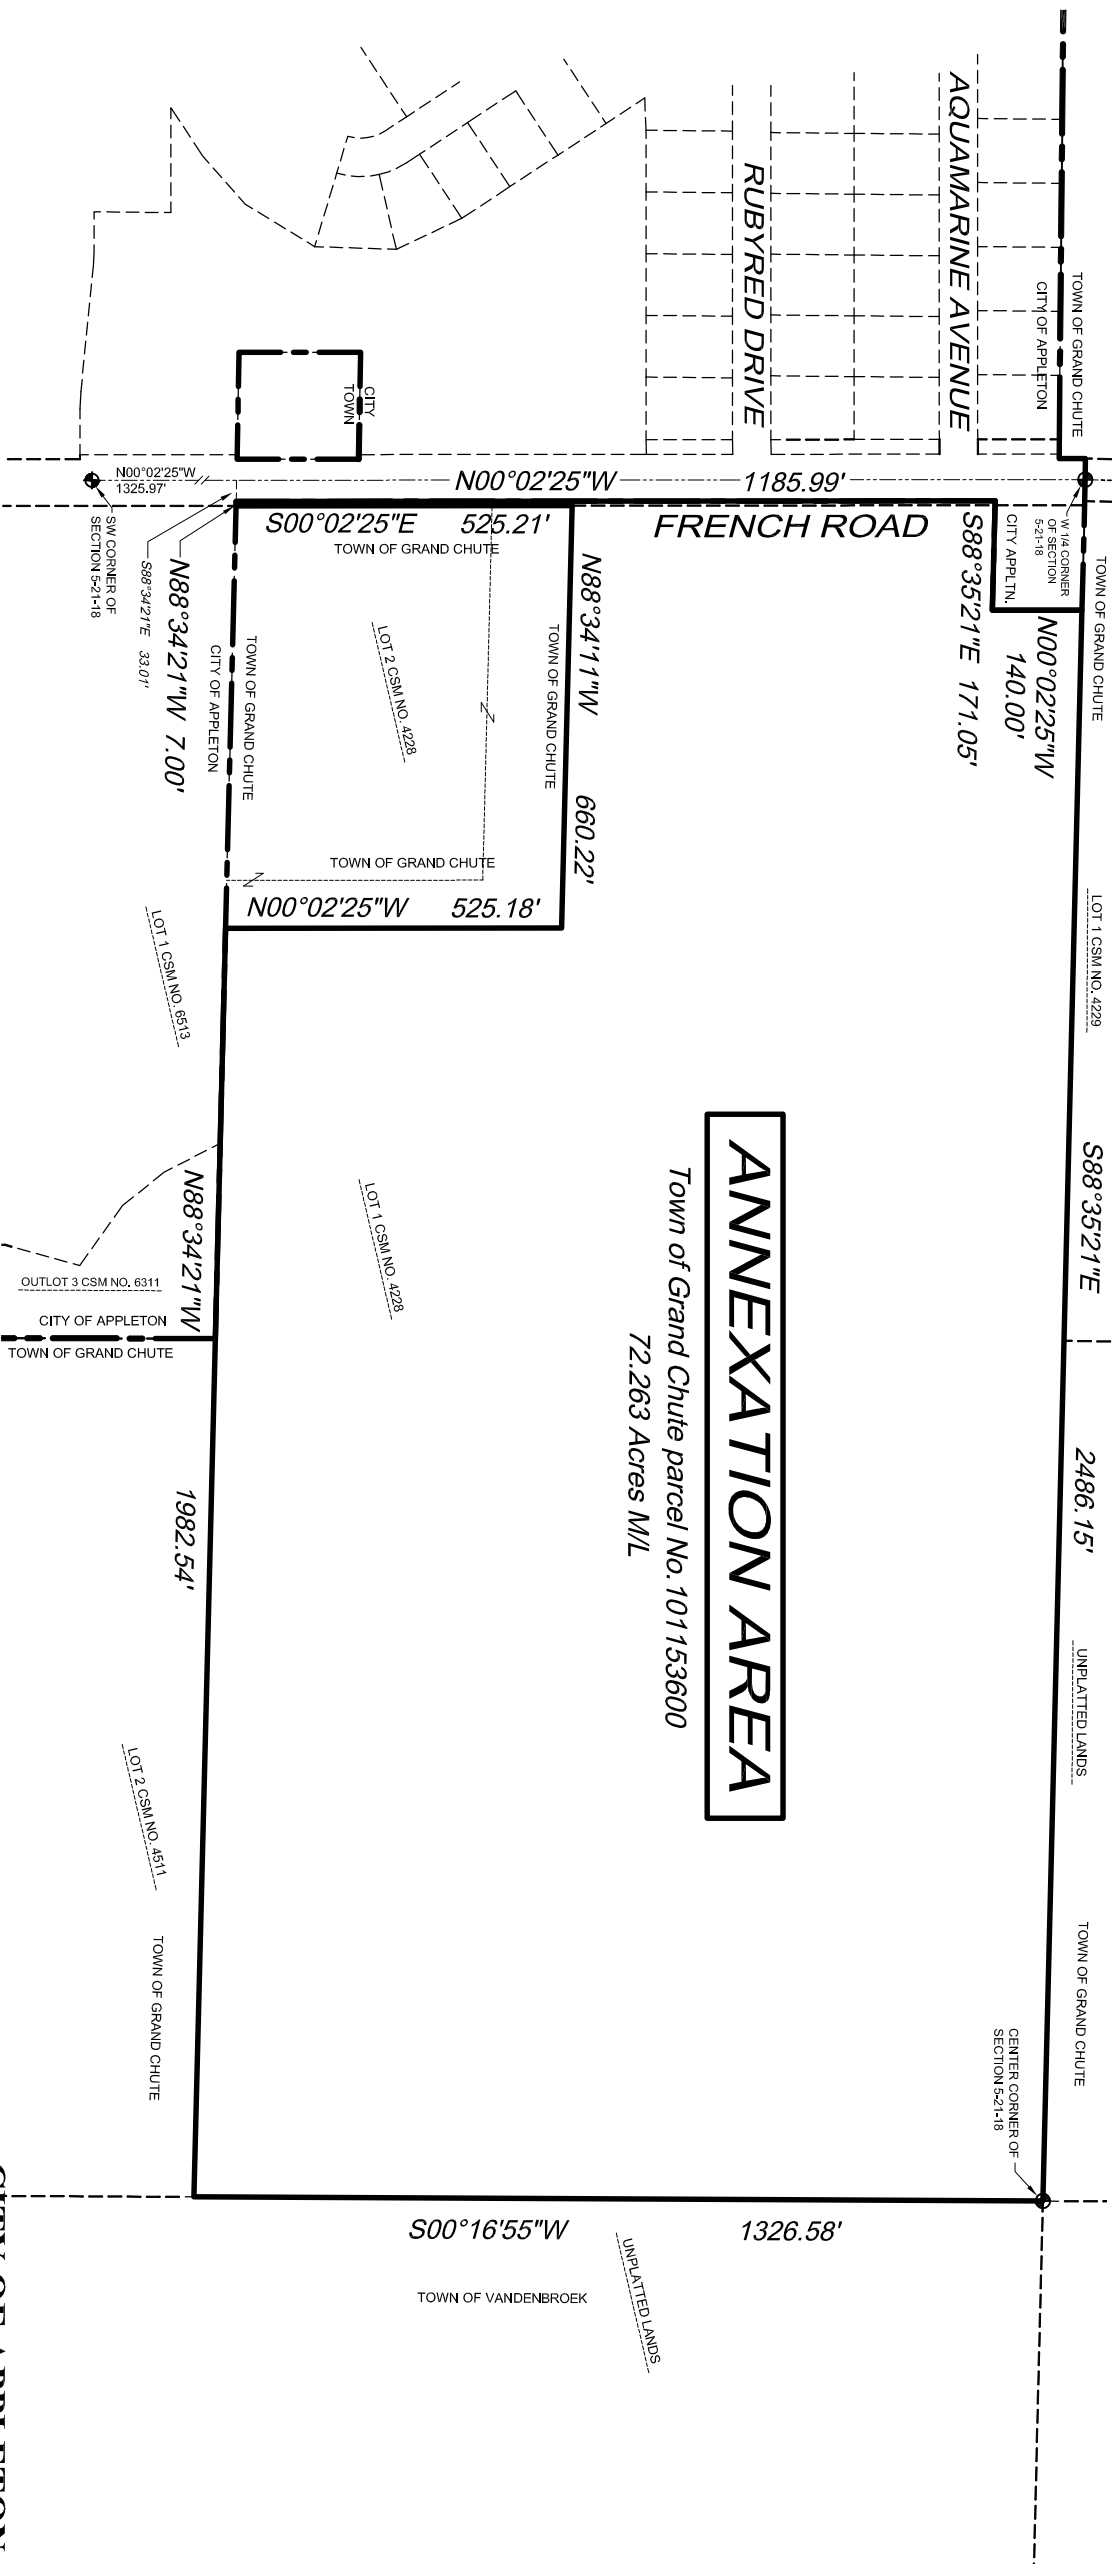 AQUAMARINE AVENUE
RUBYRED DRIVE
TOWN OF GRAND CHUTE
CITY OF APPLETON
CITY
TOWN
N00°02'25"W
1325.97'
N00°02'25"W 1185.99'
SW CORNER OF
SECTION 5-21-18
S88°34'21"E 33.01'
N88°34'21"W 7.00'
S00°02'25"E 525.21'
TOWN OF GRAND CHUTE
FRENCH ROAD
W 1/4 CORNER
OF SECTION
5-21-18
CITY APPLTN.
S88°35'21"E 171.05'
N00°02'25"W
140.00'
TOWN OF GRAND CHUTE
N88°34'11"W 660.22'
TOWN OF GRAND CHUTE
LOT 2 CSM NO. 4228
TOWN OF GRAND CHUTE
CITY OF APPLETON
TOWN OF GRAND CHUTE
N00°02'25"W 525.18'
LOT 1 CSM NO. 6513
LOT 1 CSM NO. 4229
S88°35'21"E 2486.15'
ANNEXATION AREA
Town of Grand Chute parcel No.101153600
72.263 Acres M/L
LOT 1 CSM NO. 4228
N88°34'21"W 1982.54'
OUTLOT 3 CSM NO. 6311
CITY OF APPLETON
TOWN OF GRAND CHUTE
UNPLATTED LANDS
LOT 2 CSM NO. 4511
TOWN OF GRAND CHUTE
TOWN OF GRAND CHUTE
CENTER CORNER OF
SECTION 5-21-18
S00°16'55"W 1326.58'
UNPLATTED LANDS
TOWN OF VANDENBROEK
CITY OF APPLETON